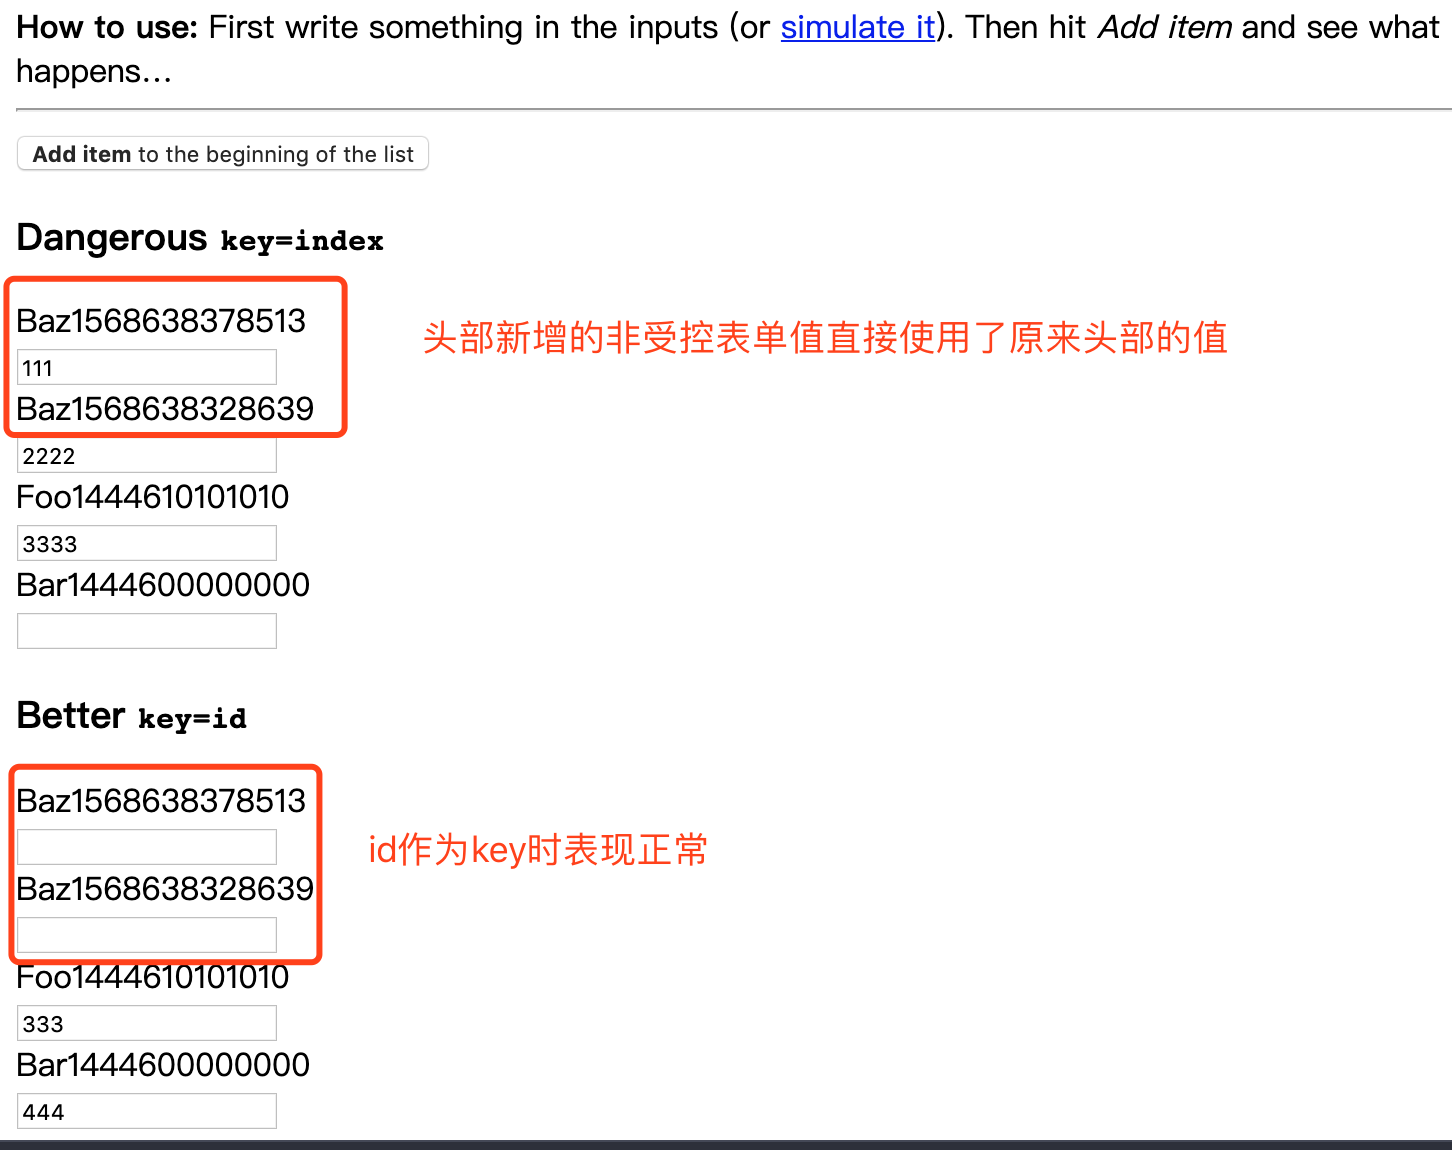 How to use: First write something in the inputs (or simulate it). Then hit Add item and see what
happens…
Add item to the beginning of the list
Dangerous key=index
Baz1568638378513
头部新增的非受控表单值直接使用了原来头部的值
111
Baz1568638328639
2222
Foo1444610101010
3333
Bar1444600000000
Better key=id
Baz1568638378513
id作为key时表现正常
Baz1568638328639
Foo1444610101010
333
Bar1444600000000
444